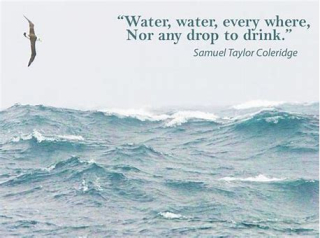 “Water, water, every where,
Nor any drop to drink.”
Samuel Taylor Coleridge